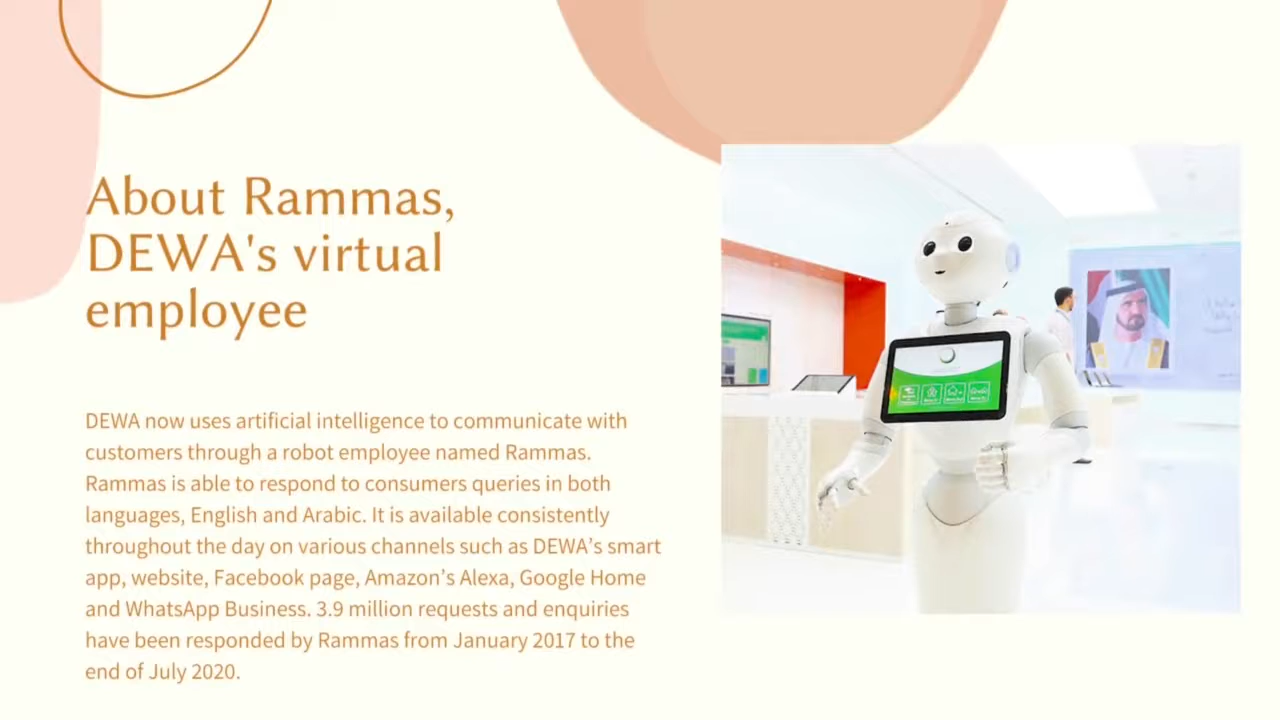 About Rammas,
DEWA's virtual
employee
DEWA now uses artificial intelligence to communicate with
customers through a robot employee named Rammas.
Rammas is able to respond to consumers queries in both
languages, English and Arabic. It is available consistently
throughout the day on various channels such as DEWA’s smart
app, website, Facebook page, Amazon’s Alexa, Google Home
and WhatsApp Business. 3.9 million requests and enquiries
have been responded by Rammas from January 2017 to the
end of July 2020.